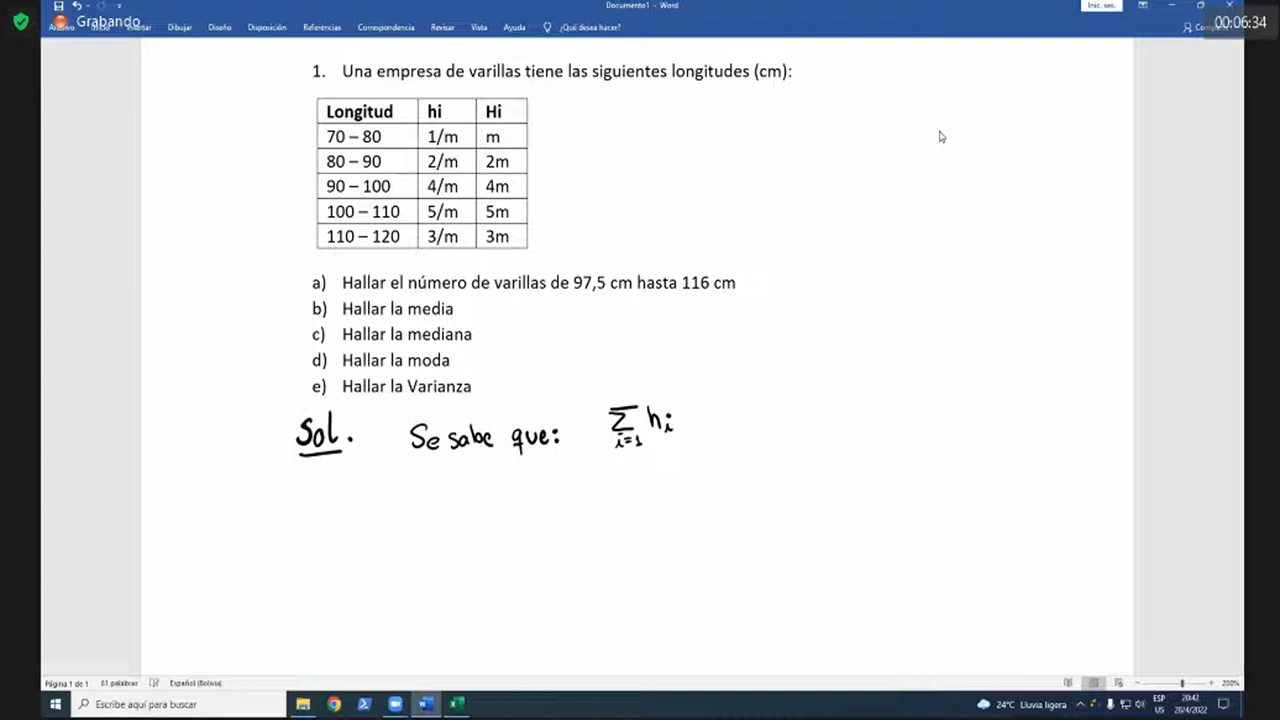 Documento1 - Word
Inic. ses.
Grabando
00:06:34
Archivo Insertar Dibujar Diseño Disposición Referencias Correspondencia Revisar Vista Ayuda ¿Qué desea hacer?
1. Una empresa de varillas tiene las siguientes longitudes (cm):
Longitud hi Hi
70 – 80 1/m m
80 – 90 2/m 2m
90 – 100 4/m 4m
100 – 110 5/m 5m
110 – 120 3/m 3m
a) Hallar el número de varillas de 97,5 cm hasta 116 cm
b) Hallar la media
c) Hallar la mediana
d) Hallar la moda
e) Hallar la Varianza
Sol. Se sabe que: Σ hi
i=1
Página 1 de 1 61 palabras Español (Bolivia) 200%
Escribe aquí para buscar 24°C Lluvia ligera ESP 20:42
US 28/4/2022